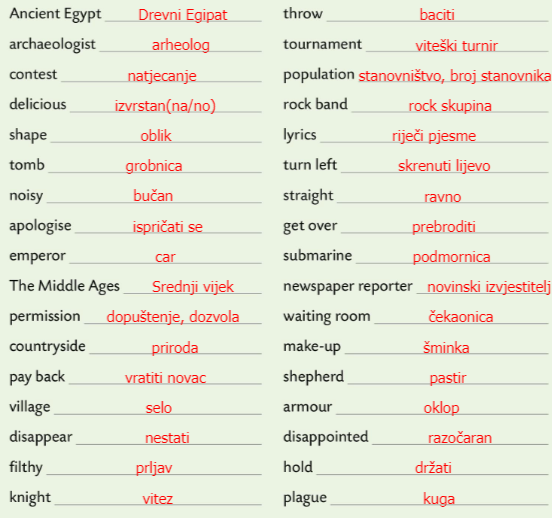 Ancient Egypt Drevni Egipat
archaeologist arheolog
contest natjecanje
delicious izvrstan(na/no)
shape oblik
tomb grobnica
noisy bučan
apologise ispričati se
emperor car
The Middle Ages Srednji vijek
permission dopuštenje, dozvola
countryside priroda
pay back vratiti novac
village selo
disappear nestati
filthy prljav
knight vitez
throw baciti
tournament viteški turnir
population stanovništvo, broj stanovnika
rock band rock skupina
lyrics riječi pjesme
turn left skrenuti lijevo
straight ravno
get over prebroditi
submarine podmornica
newspaper reporter novinski izvjestitelj
waiting room čekaonica
make-up šminka
shepherd pastir
armour oklop
disappointed razočaran
hold držati
plague kuga